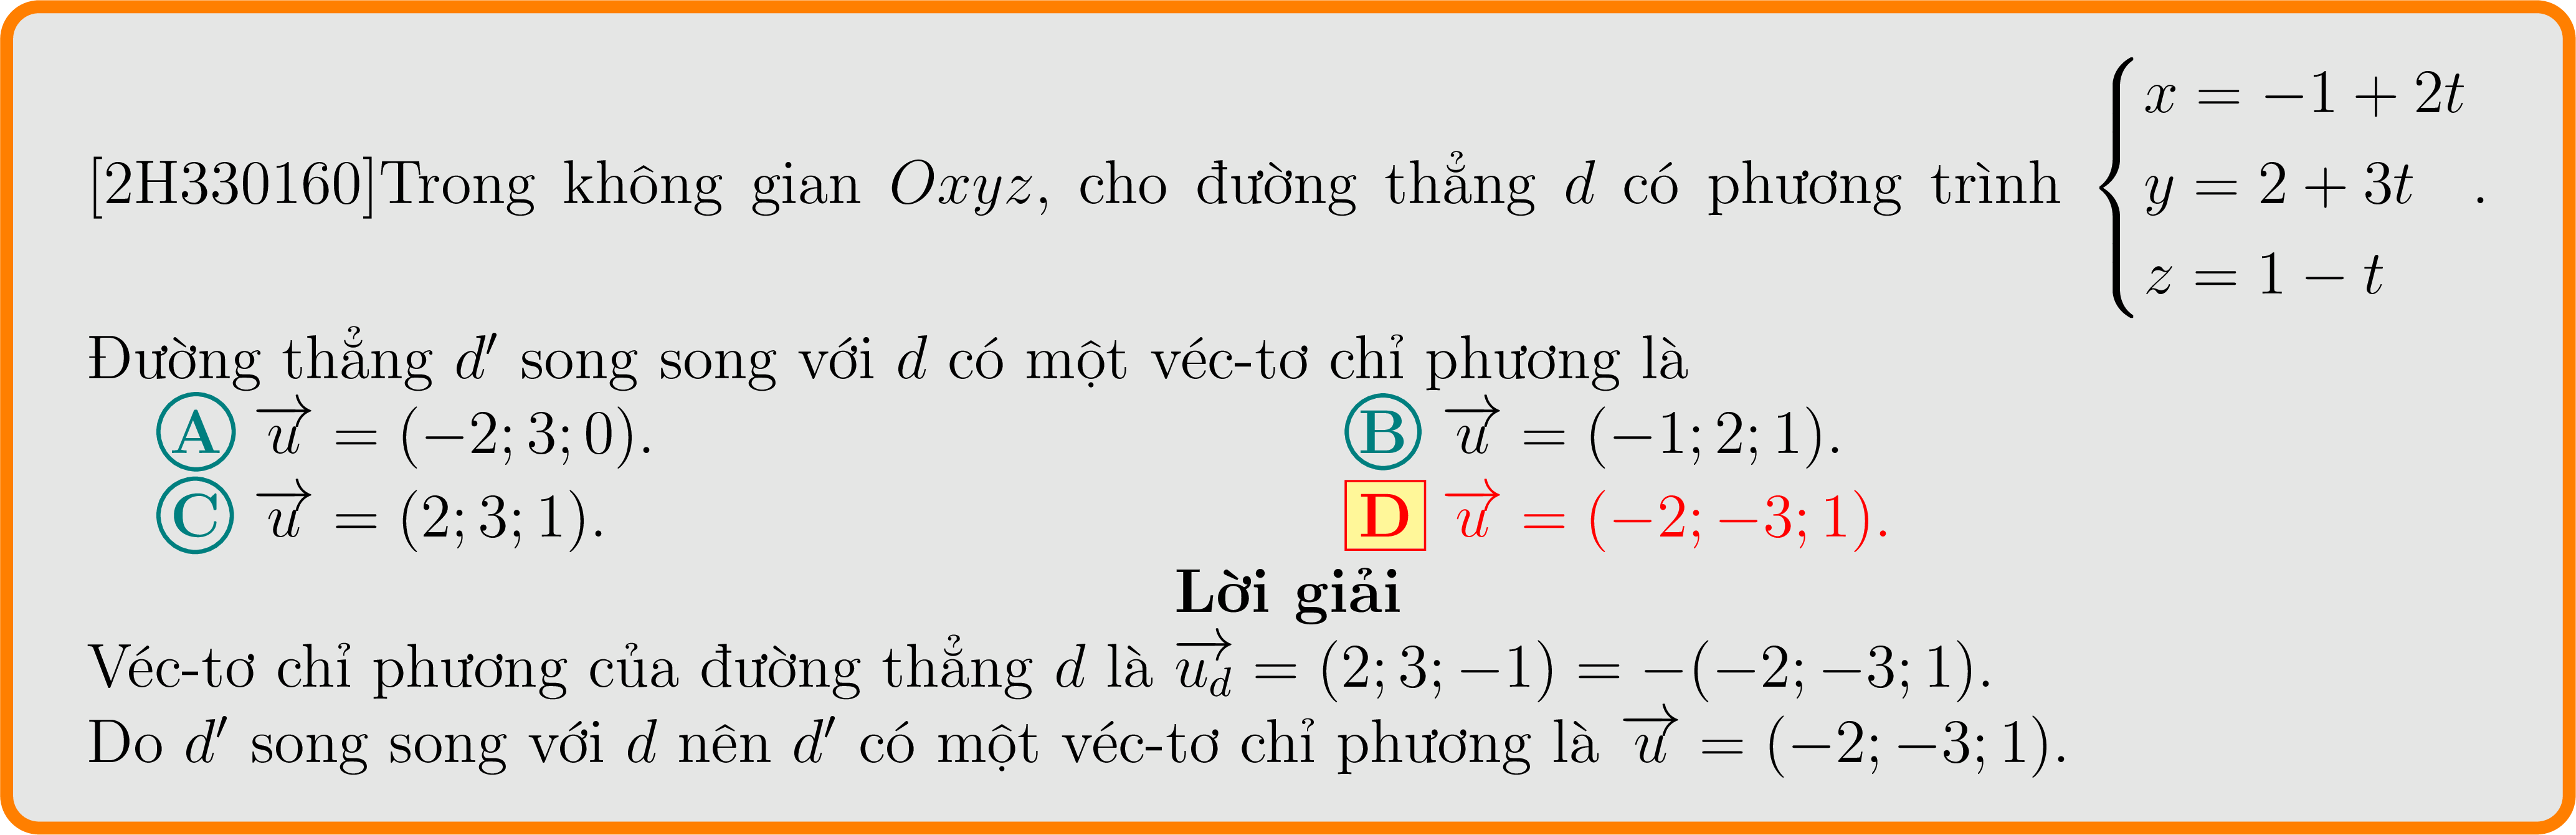 [2H330160]Trong không gian $Oxyz$, cho đường thẳng $d$ có phương trình $\begin{cases} x = -1 + 2t \\ y = 2 + 3t \\ z = 1 - t \end{cases}$.
Đường thẳng $d'$ song song với $d$ có một véc-tơ chỉ phương là
A $\overrightarrow{u} = (-2; 3; 0)$. B $\overrightarrow{u} = (-1; 2; 1)$.
C $\overrightarrow{u} = (2; 3; 1)$. D $\overrightarrow{u} = (-2; -3; 1)$.
Lời giải
Véc-tơ chỉ phương của đường thẳng $d$ là $\overrightarrow{u_d} = (2; 3; -1) = -(-2; -3; 1)$.
Do $d'$ song song với $d$ nên $d'$ có một véc-tơ chỉ phương là $\overrightarrow{u} = (-2; -3; 1)$.